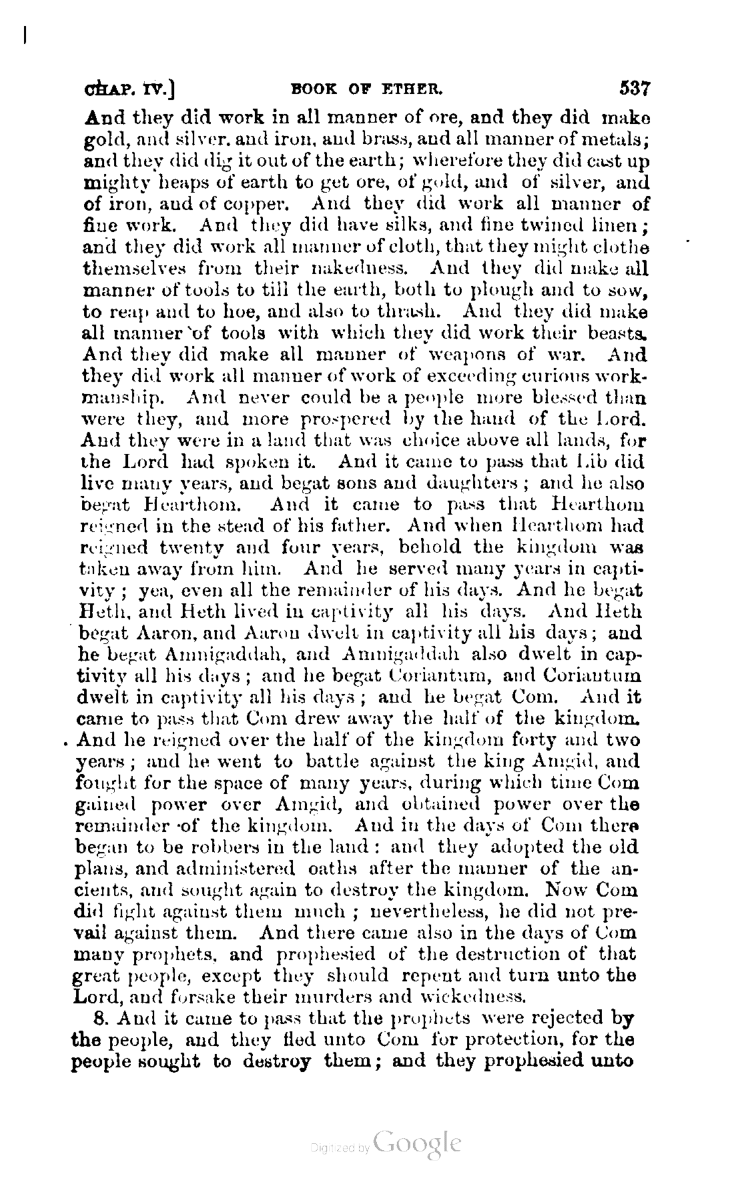 CHAP. IV.] BOOK OF ETHER. 537
And they did work in all manner of ore, and they did make
gold, and silver, and iron, and brass, and all manner of metals;
and they did dig it out of the earth; wherefore they did cast up
mighty heaps of earth to get ore, of gold, and of silver, and
of iron, and of copper. And they did work all manner of
fine work. And they did have silks, and fine twined linen;
and they did work all manner of cloth, that they might clothe
themselves from their nakedness. And they did make all
manner of tools to till the earth, both to plough and to sow,
to reap and to hoe, and also to thrash. And they did make
all manner of tools with which they did work their beasts.
And they did make all manner of weapons of war. And
they did work all manner of work of exceeding curious work-
manship. And never could be a people more blessed than
were they, and more prospered by the hand of the Lord.
And they were in a land that was choice above all lands, for
the Lord had spoken it. And it came to pass that Lib did
live many years, and begat sons and daughters; and he also
begat Hearthom. And it came to pass that Hearthom
reigned in the stead of his father. And when Hearthom had
reigned twenty and four years, behold the kingdom was
taken away from him. And he served many years in capti-
vity; yea, even all the remainder of his days. And he begat
Heth, and Heth lived in captivity all his days. And Heth
begat Aaron, and Aaron dwelt in captivity all his days; and
he begat Amnigaddah, and Amnigaddah also dwelt in cap-
tivity all his days; and he begat Coriantum, and Coriantum
dwelt in captivity all his days; and he begat Com. And it
came to pass that Com drew away the half of the kingdom.
And he reigned over the half of the kingdom forty and two
years; and he went to battle against the king Amgid, and
fought for the space of many years, during which time Com
gained power over Amgid, and obtained power over the
remainder of the kingdom. And in the days of Com there
began to be robbers in the land: and they adopted the old
plans, and administered oaths after the manner of the an-
cients, and sought again to destroy the kingdom. Now Com
did fight against them much; nevertheless, he did not pre-
vail against them. And there came also in the days of Com
many prophets, and prophesied of the destruction of that
great people, except they should repent and turn unto the
Lord, and forsake their murders and wickedness.
8. And it came to pass that the prophets were rejected by
the people, and they fled unto Com for protection, for the
people sought to destroy them; and they prophesied unto
Digitized by Google